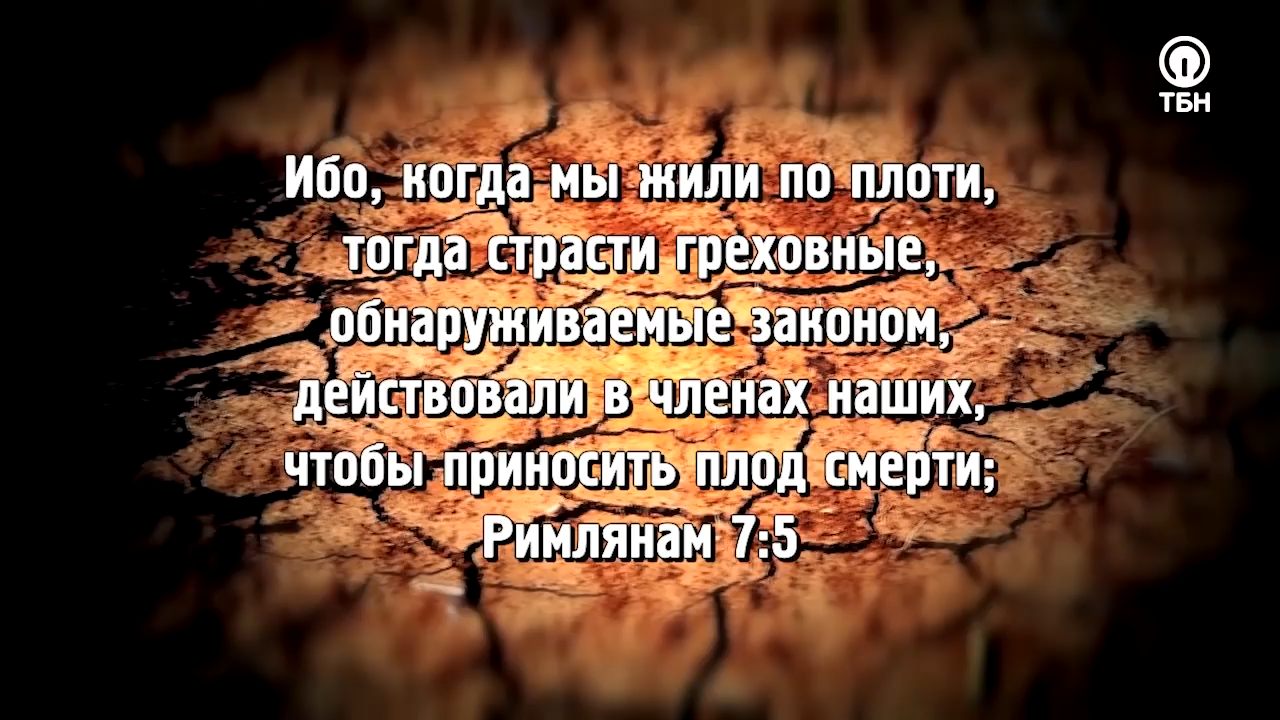 ТБН
Ибо, когда мы жили по плоти,
тогда страсти греховные,
обнаруживаемые законом,
действовали в членах наших,
чтобы приносить плод смерти;
Римлянам 7:5